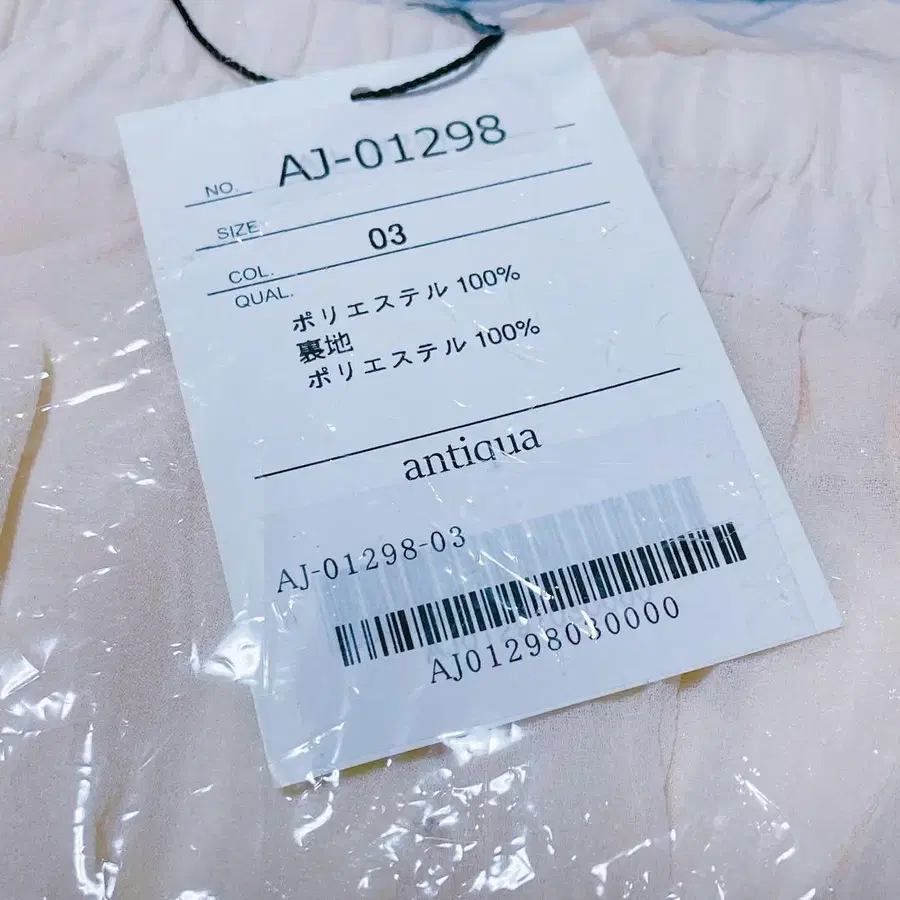 NO. AJ-01298
SIZE
COL. 03
QUAL.
ポリエステル 100%
裏地
ポリエステル 100%
antiqua
AJ-01298-03
AJ01298030000